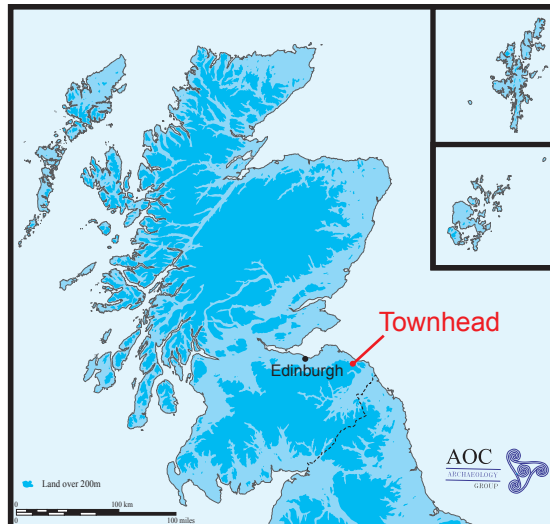 Townhead
Edinburgh
AOC
ARCHAEOLOGY
GROUP
Land over 200m
0 100 km
0 100 miles